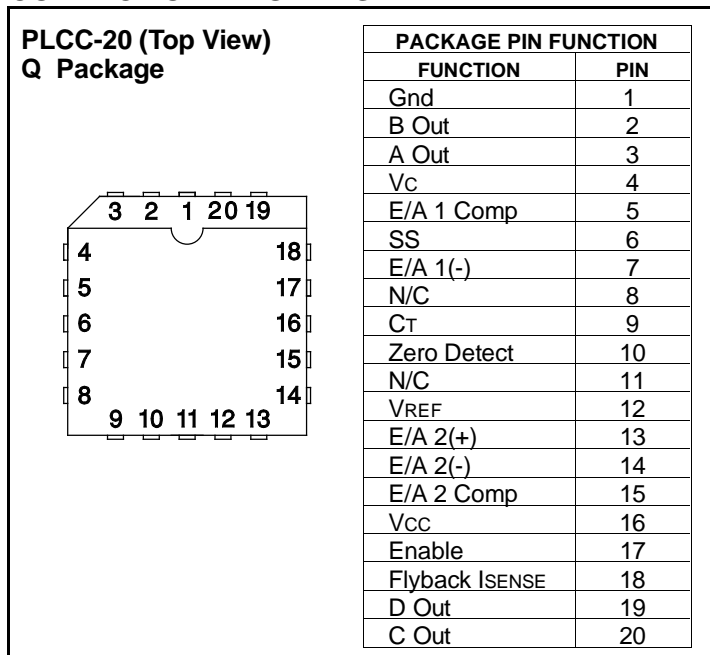 PLCC-20 (Top View)
Q Package
3 2 1 20 19
4 18
5 17
6 16
7 15
8 14
9 10 11 12 13
PACKAGE PIN FUNCTION
FUNCTION PIN
Gnd 1
B Out 2
A Out 3
VC 4
E/A 1 Comp 5
SS 6
E/A 1(-) 7
N/C 8
CT 9
Zero Detect 10
N/C 11
VREF 12
E/A 2(+) 13
E/A 2(-) 14
E/A 2 Comp 15
VCC 16
Enable 17
Flyback ISENSE 18
D Out 19
C Out 20